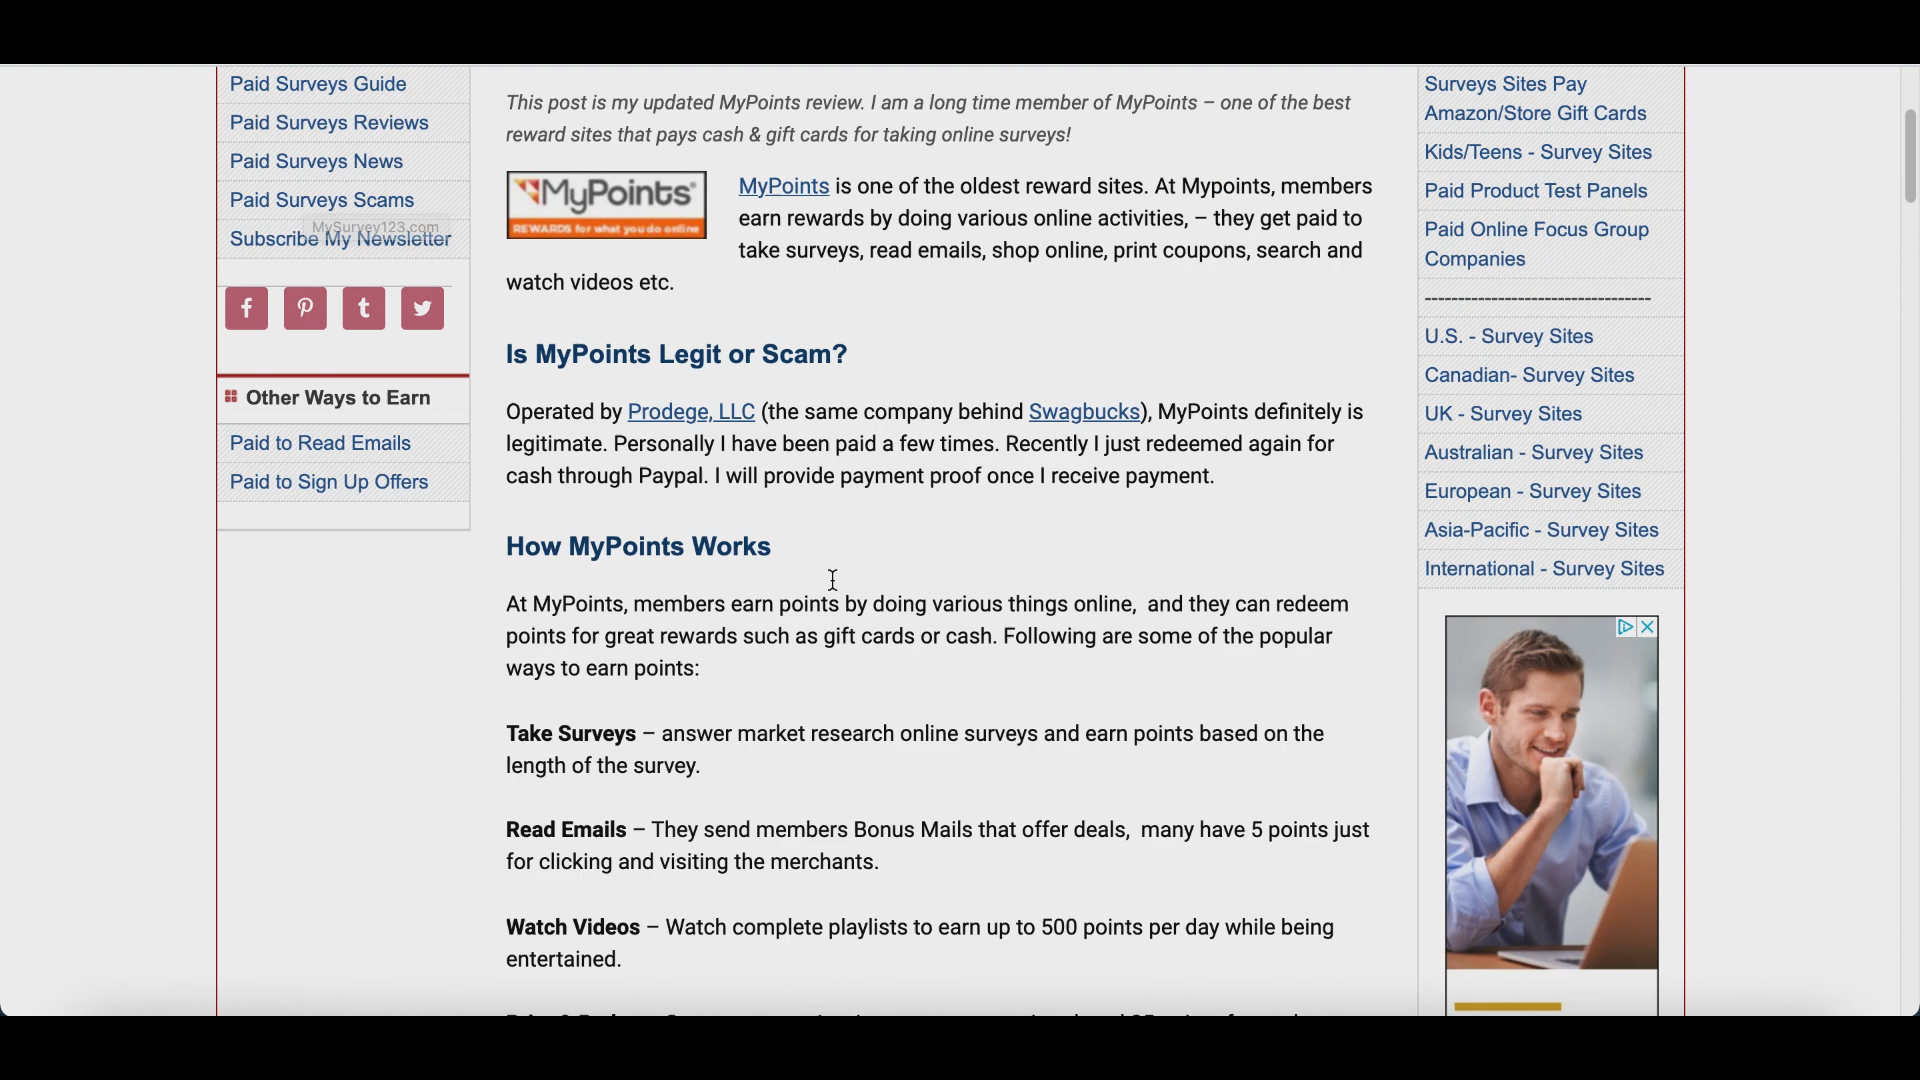 Paid Surveys Guide
Paid Surveys Reviews
Paid Surveys News
Paid Surveys Scams
MySurvey123.com
Subscribe My Newsletter
Other Ways to Earn
Paid to Read Emails
Paid to Sign Up Offers
This post is my updated MyPoints review. I am a long time member of MyPoints – one of the best
reward sites that pays cash & gift cards for taking online surveys!
MyPoints®
REWARDS for what you do online
MyPoints is one of the oldest reward sites. At Mypoints, members
earn rewards by doing various online activities, – they get paid to
take surveys, read emails, shop online, print coupons, search and
watch videos etc.
Is MyPoints Legit or Scam?
Operated by Prodege, LLC (the same company behind Swagbucks), MyPoints definitely is
legitimate. Personally I have been paid a few times. Recently I just redeemed again for
cash through Paypal. I will provide payment proof once I receive payment.
How MyPoints Works
At MyPoints, members earn points by doing various things online,  and they can redeem
points for great rewards such as gift cards or cash. Following are some of the popular
ways to earn points:
Take Surveys – answer market research online surveys and earn points based on the
length of the survey.
Read Emails – They send members Bonus Mails that offer deals,  many have 5 points just
for clicking and visiting the merchants.
Watch Videos – Watch complete playlists to earn up to 500 points per day while being
entertained.
Surveys Sites Pay
Amazon/Store Gift Cards
Kids/Teens - Survey Sites
Paid Product Test Panels
Paid Online Focus Group
Companies
----------------------------------
U.S. - Survey Sites
Canadian- Survey Sites
UK - Survey Sites
Australian - Survey Sites
European - Survey Sites
Asia-Pacific - Survey Sites
International - Survey Sites